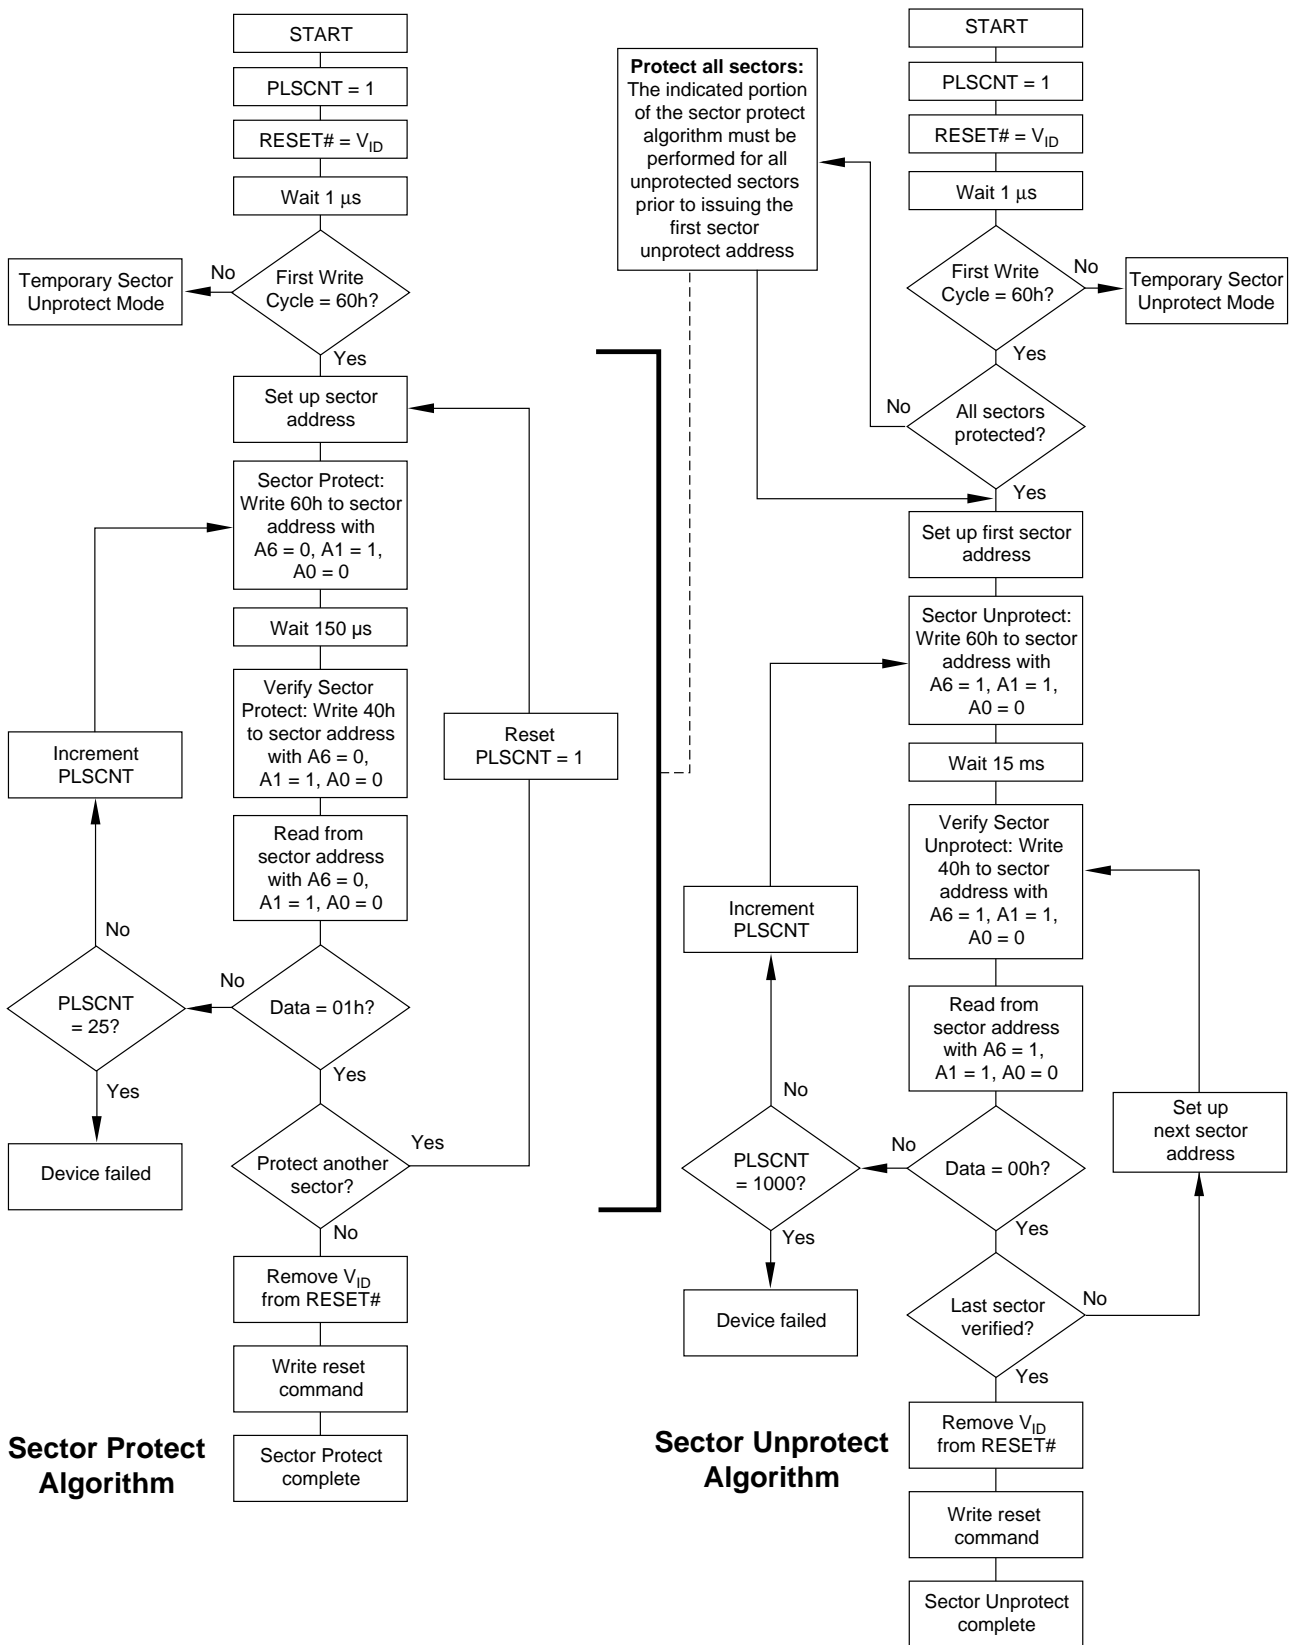 START
PLSCNT = 1
RESET# = VID
Wait 1 μs
First Write
Cycle = 60h?
No
Temporary Sector
Unprotect Mode
Yes
Set up sector
address
Sector Protect:
Write 60h to sector
address with
A6 = 0, A1 = 1,
A0 = 0
Wait 150 µs
Verify Sector
Protect: Write 40h
to sector address
with A6 = 0,
A1 = 1, A0 = 0
Reset
PLSCNT = 1
Increment
PLSCNT
Read from
sector address
with A6 = 0,
A1 = 1, A0 = 0
No
PLSCNT
= 25?
No
Data = 01h?
Yes
Yes
Device failed
Protect another
sector?
Yes
No
Remove VID
from RESET#
Write reset
command
Sector Protect
complete
Sector Protect
Algorithm
Protect all sectors:
The indicated portion
of the sector protect
algorithm must be
performed for all
unprotected sectors
prior to issuing the
first sector
unprotect address
START
PLSCNT = 1
RESET# = VID
Wait 1 μs
First Write
Cycle = 60h?
No
Temporary Sector
Unprotect Mode
Yes
No
All sectors
protected?
Yes
Set up first sector
address
Sector Unprotect:
Write 60h to sector
address with
A6 = 1, A1 = 1,
A0 = 0
Wait 15 ms
Verify Sector
Unprotect: Write
40h to sector
address with
A6 = 1, A1 = 1,
A0 = 0
Increment
PLSCNT
Read from
sector address
with A6 = 1,
A1 = 1, A0 = 0
No
Set up
next sector
address
PLSCNT
= 1000?
No
Data = 00h?
Yes
Yes
Device failed
Last sector
verified?
No
Yes
Remove VID
from RESET#
Write reset
command
Sector Unprotect
complete
Sector Unprotect
Algorithm